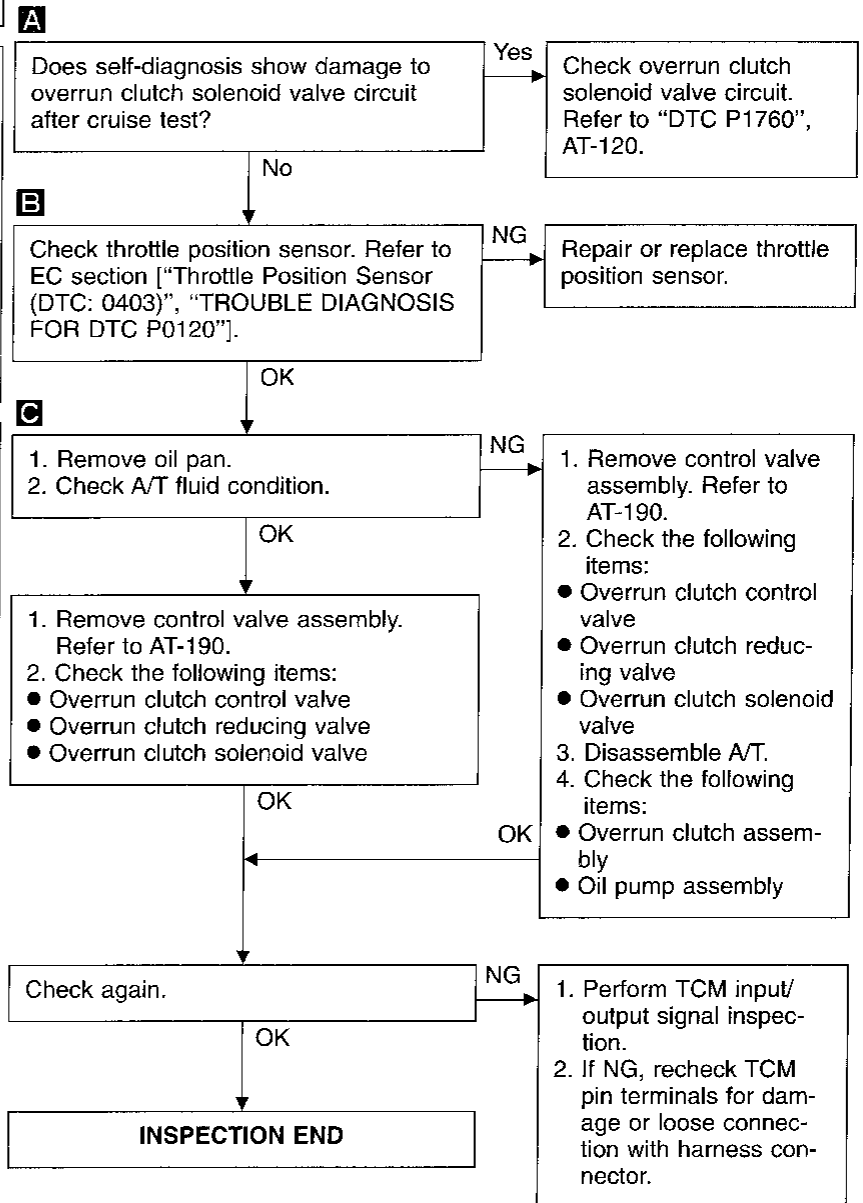 A
Does self-diagnosis show damage to
overrun clutch solenoid valve circuit
after cruise test?
Yes
Check overrun clutch
solenoid valve circuit.
Refer to “DTC P1760”,
AT-120.
No
B
Check throttle position sensor. Refer to
EC section [“Throttle Position Sensor
(DTC: 0403)”, “TROUBLE DIAGNOSIS
FOR DTC P0120”].
NG
Repair or replace throttle
position sensor.
OK
C
1. Remove oil pan.
2. Check A/T fluid condition.
NG
1. Remove control valve
assembly. Refer to
AT-190.
2. Check the following
items:
● Overrun clutch control
valve
● Overrun clutch reduc-
ing valve
● Overrun clutch solenoid
valve
3. Disassemble A/T.
4. Check the following
items:
● Overrun clutch assem-
bly
● Oil pump assembly
OK
1. Remove control valve assembly.
Refer to AT-190.
2. Check the following items:
● Overrun clutch control valve
● Overrun clutch reducing valve
● Overrun clutch solenoid valve
OK
OK
Check again.
NG
1. Perform TCM input/
output signal inspec-
tion.
2. If NG, recheck TCM
pin terminals for dam-
age or loose connec-
tion with harness con-
nector.
OK
INSPECTION END